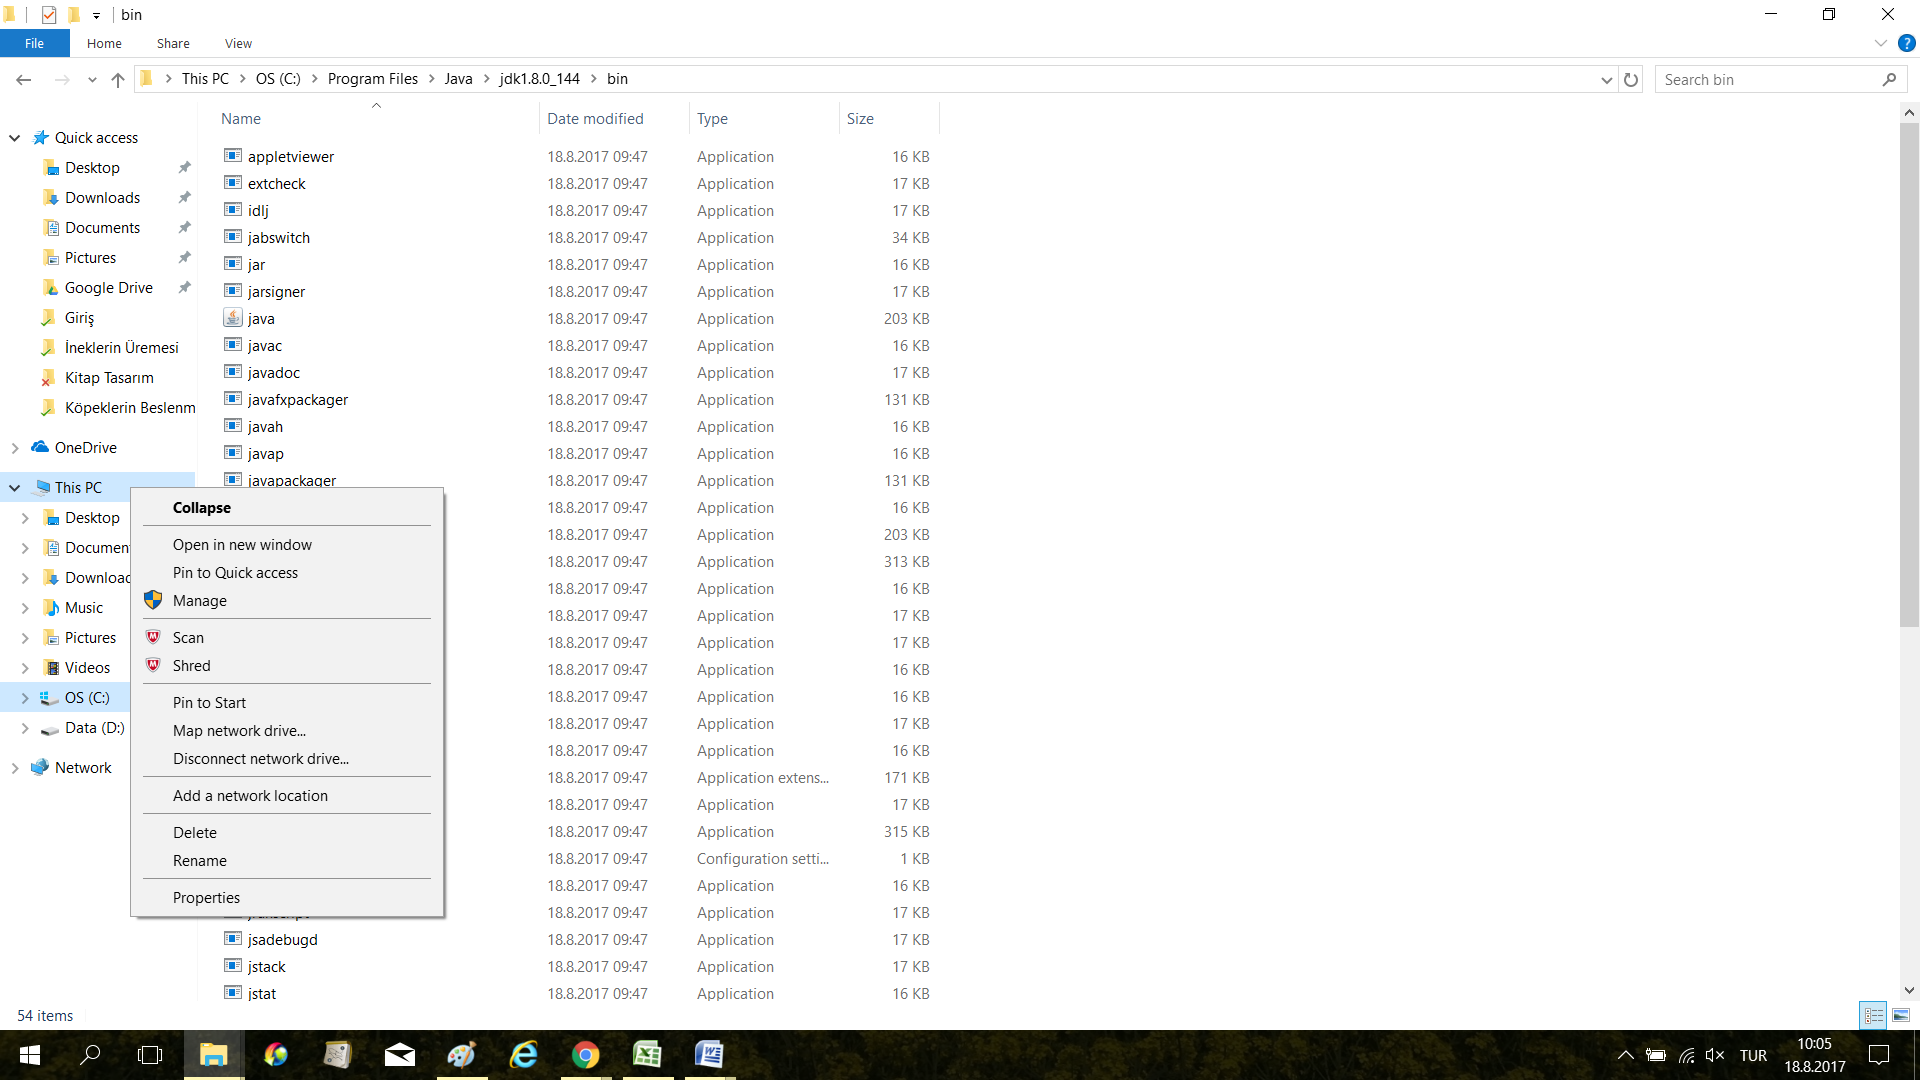 bin
File Home Share View
This PC OS (C:) Program Files Java jdk1.8.0_144 bin Search bin
Name Date modified Type Size
Quick access
Desktop
Downloads
Documents
Pictures
Google Drive
Giriş
İneklerin Üremesi
Kitap Tasarım
Köpeklerin Beslenm
OneDrive
This PC
Desktop
Documen
Downloac
Music
Pictures
Videos
OS (C:)
Data (D:)
Network
appletviewer 18.8.2017 09:47 Application 16 KB
extcheck 18.8.2017 09:47 Application 17 KB
idlj 18.8.2017 09:47 Application 17 KB
jabswitch 18.8.2017 09:47 Application 34 KB
jar 18.8.2017 09:47 Application 16 KB
jarsigner 18.8.2017 09:47 Application 17 KB
java 18.8.2017 09:47 Application 203 KB
javac 18.8.2017 09:47 Application 16 KB
javadoc 18.8.2017 09:47 Application 17 KB
javafxpackager 18.8.2017 09:47 Application 131 KB
javah 18.8.2017 09:47 Application 16 KB
javap 18.8.2017 09:47 Application 16 KB
javapackager 18.8.2017 09:47 Application 131 KB
18.8.2017 09:47 Application 16 KB
18.8.2017 09:47 Application 203 KB
18.8.2017 09:47 Application 313 KB
18.8.2017 09:47 Application 16 KB
18.8.2017 09:47 Application 17 KB
18.8.2017 09:47 Application 17 KB
18.8.2017 09:47 Application 16 KB
18.8.2017 09:47 Application 16 KB
18.8.2017 09:47 Application 17 KB
18.8.2017 09:47 Application 16 KB
18.8.2017 09:47 Application extens... 171 KB
18.8.2017 09:47 Application 17 KB
18.8.2017 09:47 Application 315 KB
18.8.2017 09:47 Configuration setti... 1 KB
18.8.2017 09:47 Application 16 KB
18.8.2017 09:47 Application 17 KB
jsadebugd 18.8.2017 09:47 Application 17 KB
jstack 18.8.2017 09:47 Application 17 KB
jstat 18.8.2017 09:47 Application 16 KB
Collapse
Open in new window
Pin to Quick access
Manage
Scan
Shred
Pin to Start
Map network drive...
Disconnect network drive...
Add a network location
Delete
Rename
Properties
54 items
TUR
10:05
18.8.2017